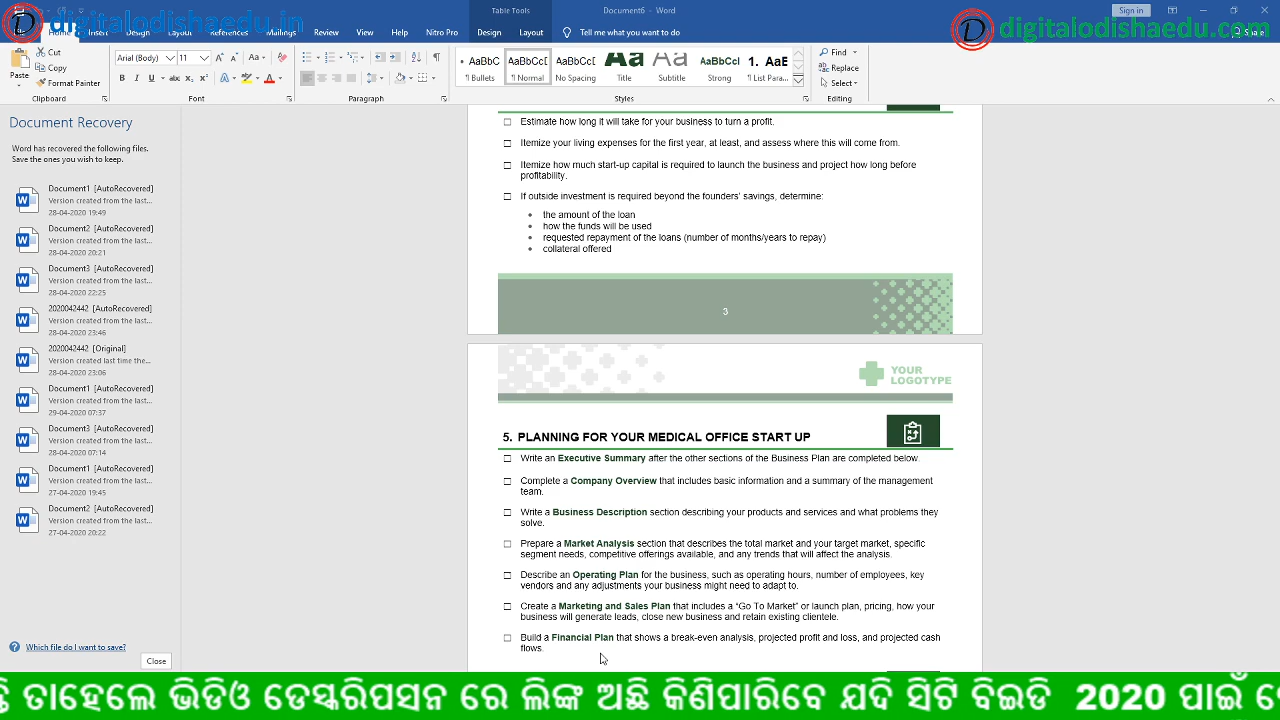 digitalodishaedu.in
Table Tools
Document6 - Word
Sign in
digitalodishaedu.com
Home Insert Design Layout References Mailings Review View Help Nitro Pro Design Layout Tell me what you want to do
Paste
Cut
Copy
Format Painter
Clipboard
Arial (Body) 11
Font
Paragraph
AaBbC AaBbC AaBbC Aa Aa AaBbCc 1. AaE
¶ Bullets ¶ Normal No Spacing Title Subtitle Strong ¶ List Para...
Styles
Find
Replace
Select
Editing
Document Recovery
Word has recovered the following files.
Save the ones you wish to keep.
Document1 [AutoRecovered]
Version created from the last...
28-04-2020 19:49
Document2 [AutoRecovered]
Version created from the last...
28-04-2020 20:21
Document3 [AutoRecovered]
Version created from the last...
28-04-2020 22:25
2020042442 [AutoRecovered]
Version created from the last...
28-04-2020 23:46
2020042442 [Original]
Version created last time the...
28-04-2020 23:06
Document1 [AutoRecovered]
Version created from the last...
29-04-2020 07:37
Document3 [AutoRecovered]
Version created from the last...
28-04-2020 07:14
Document1 [AutoRecovered]
Version created from the last...
27-04-2020 19:45
Document2 [AutoRecovered]
Version created from the last...
27-04-2020 20:22
Which file do I want to save?
Close
Estimate how long it will take for your business to turn a profit.
Itemize your living expenses for the first year, at least, and assess where this will come from.
Itemize how much start-up capital is required to launch the business and project how long before
profitability.
If outside investment is required beyond the founders' savings, determine:
• the amount of the loan
• how the funds will be used
• requested repayment of the loans (number of months/years to repay)
• collateral offered
3
YOUR
LOGOTYPE
5. PLANNING FOR YOUR MEDICAL OFFICE START UP
Write an Executive Summary after the other sections of the Business Plan are completed below.
Complete a Company Overview that includes basic information and a summary of the management
team.
Write a Business Description section describing your products and services and what problems they
solve.
Prepare a Market Analysis section that describes the total market and your target market, specific
segment needs, competitive offerings available, and any trends that will affect the analysis.
Describe an Operating Plan for the business, such as operating hours, number of employees, key
vendors and any adjustments your business might need to adapt to.
Create a Marketing and Sales Plan that includes a “Go To Market” or launch plan, pricing, how your
business will generate leads, close new business and retain existing clientele.
Build a Financial Plan that shows a break-even analysis, projected profit and loss, and projected cash
flows.
ତାହେଲେ ଭିଡିଓ ଡେସ୍କରିପସନ ରେ ଲିଙ୍କ ଅଛି କିଣିପାରିବେ ଯଦି ସିଟି ବିଇଡି 2020 ପାଇଁ